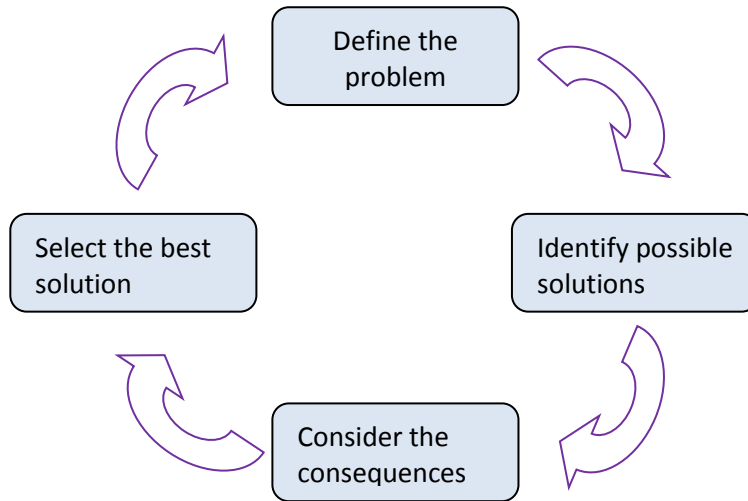 Define the
problem
Select the best
solution
Identify possible
solutions
Consider the
consequences